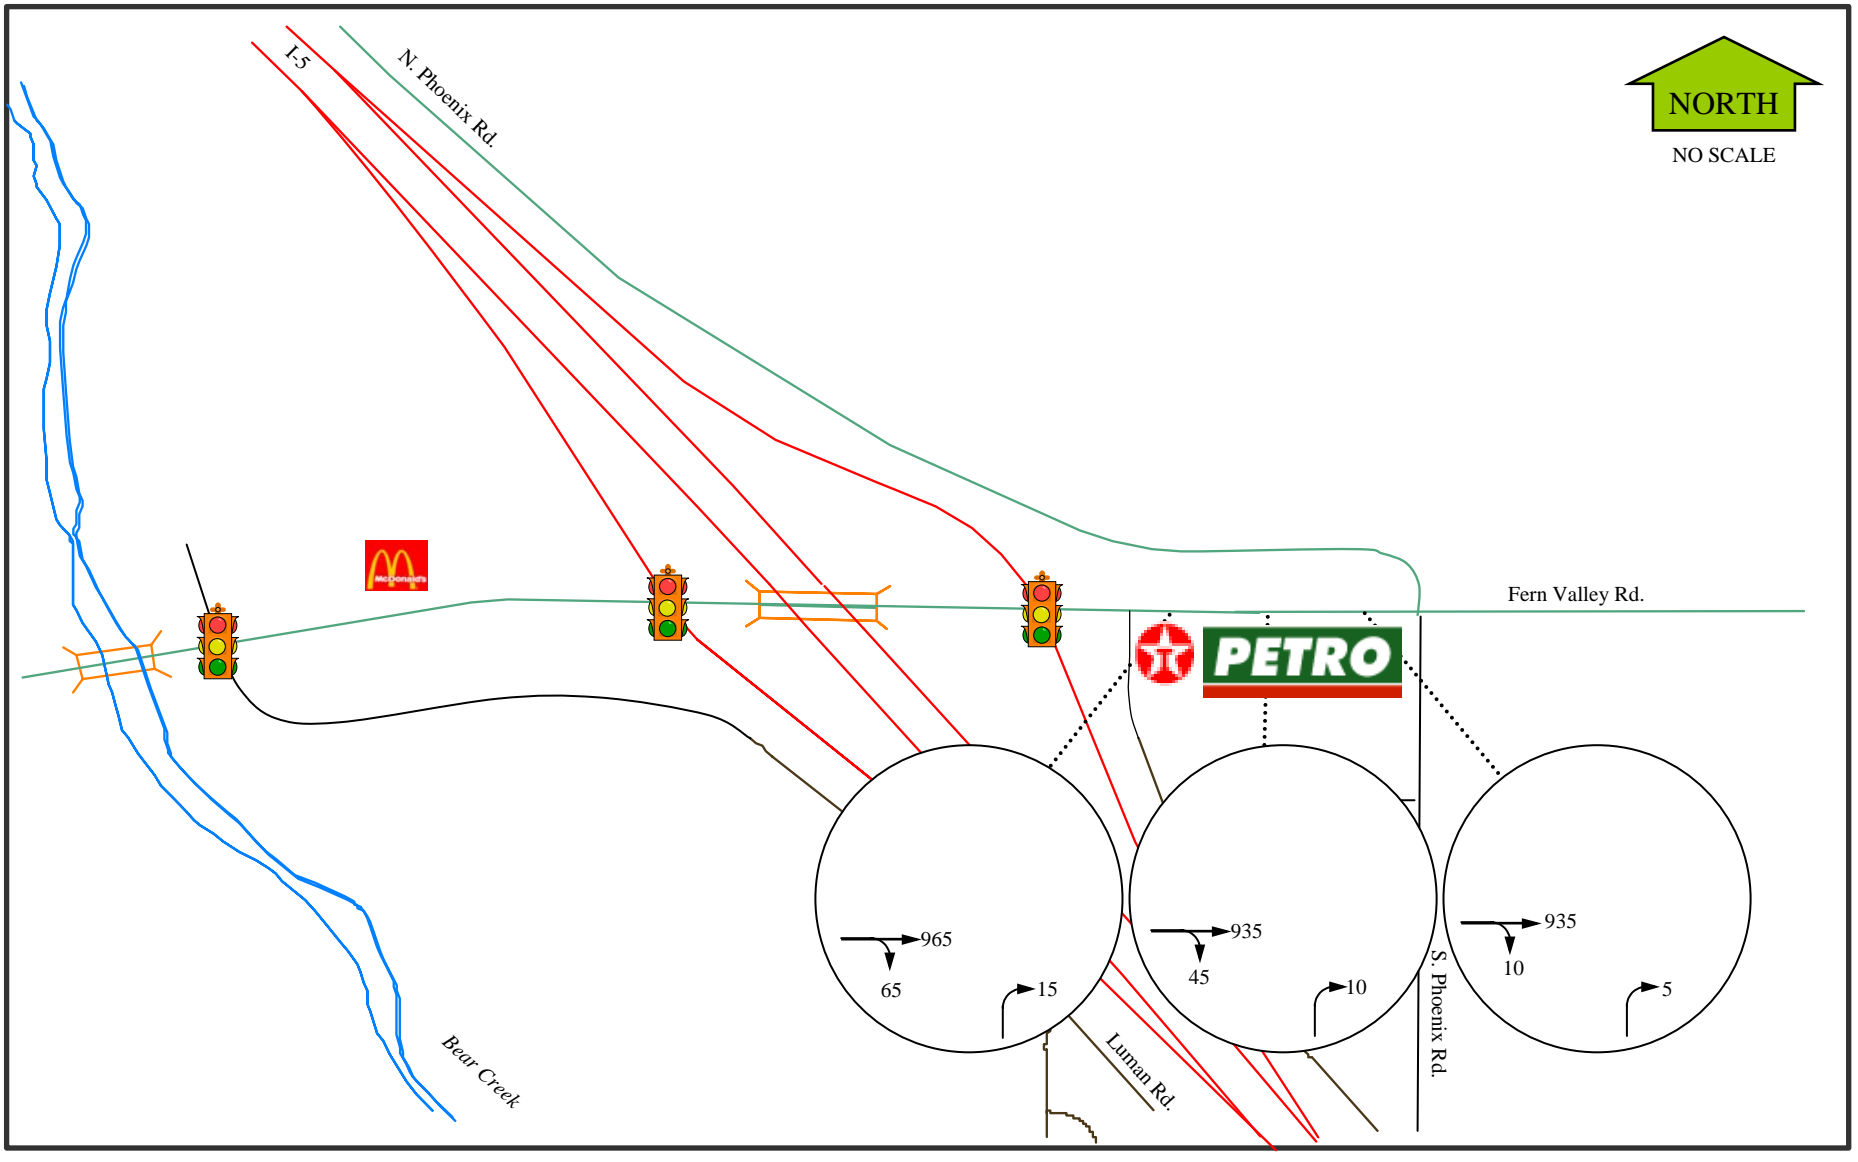 I-5
N. Phoenix Rd.
NORTH
NO SCALE
McDonald's
Fern Valley Rd.
PETRO
965
65
15
935
45
10
935
10
5
S. Phoenix Rd.
Luman Rd.
Bear Creek